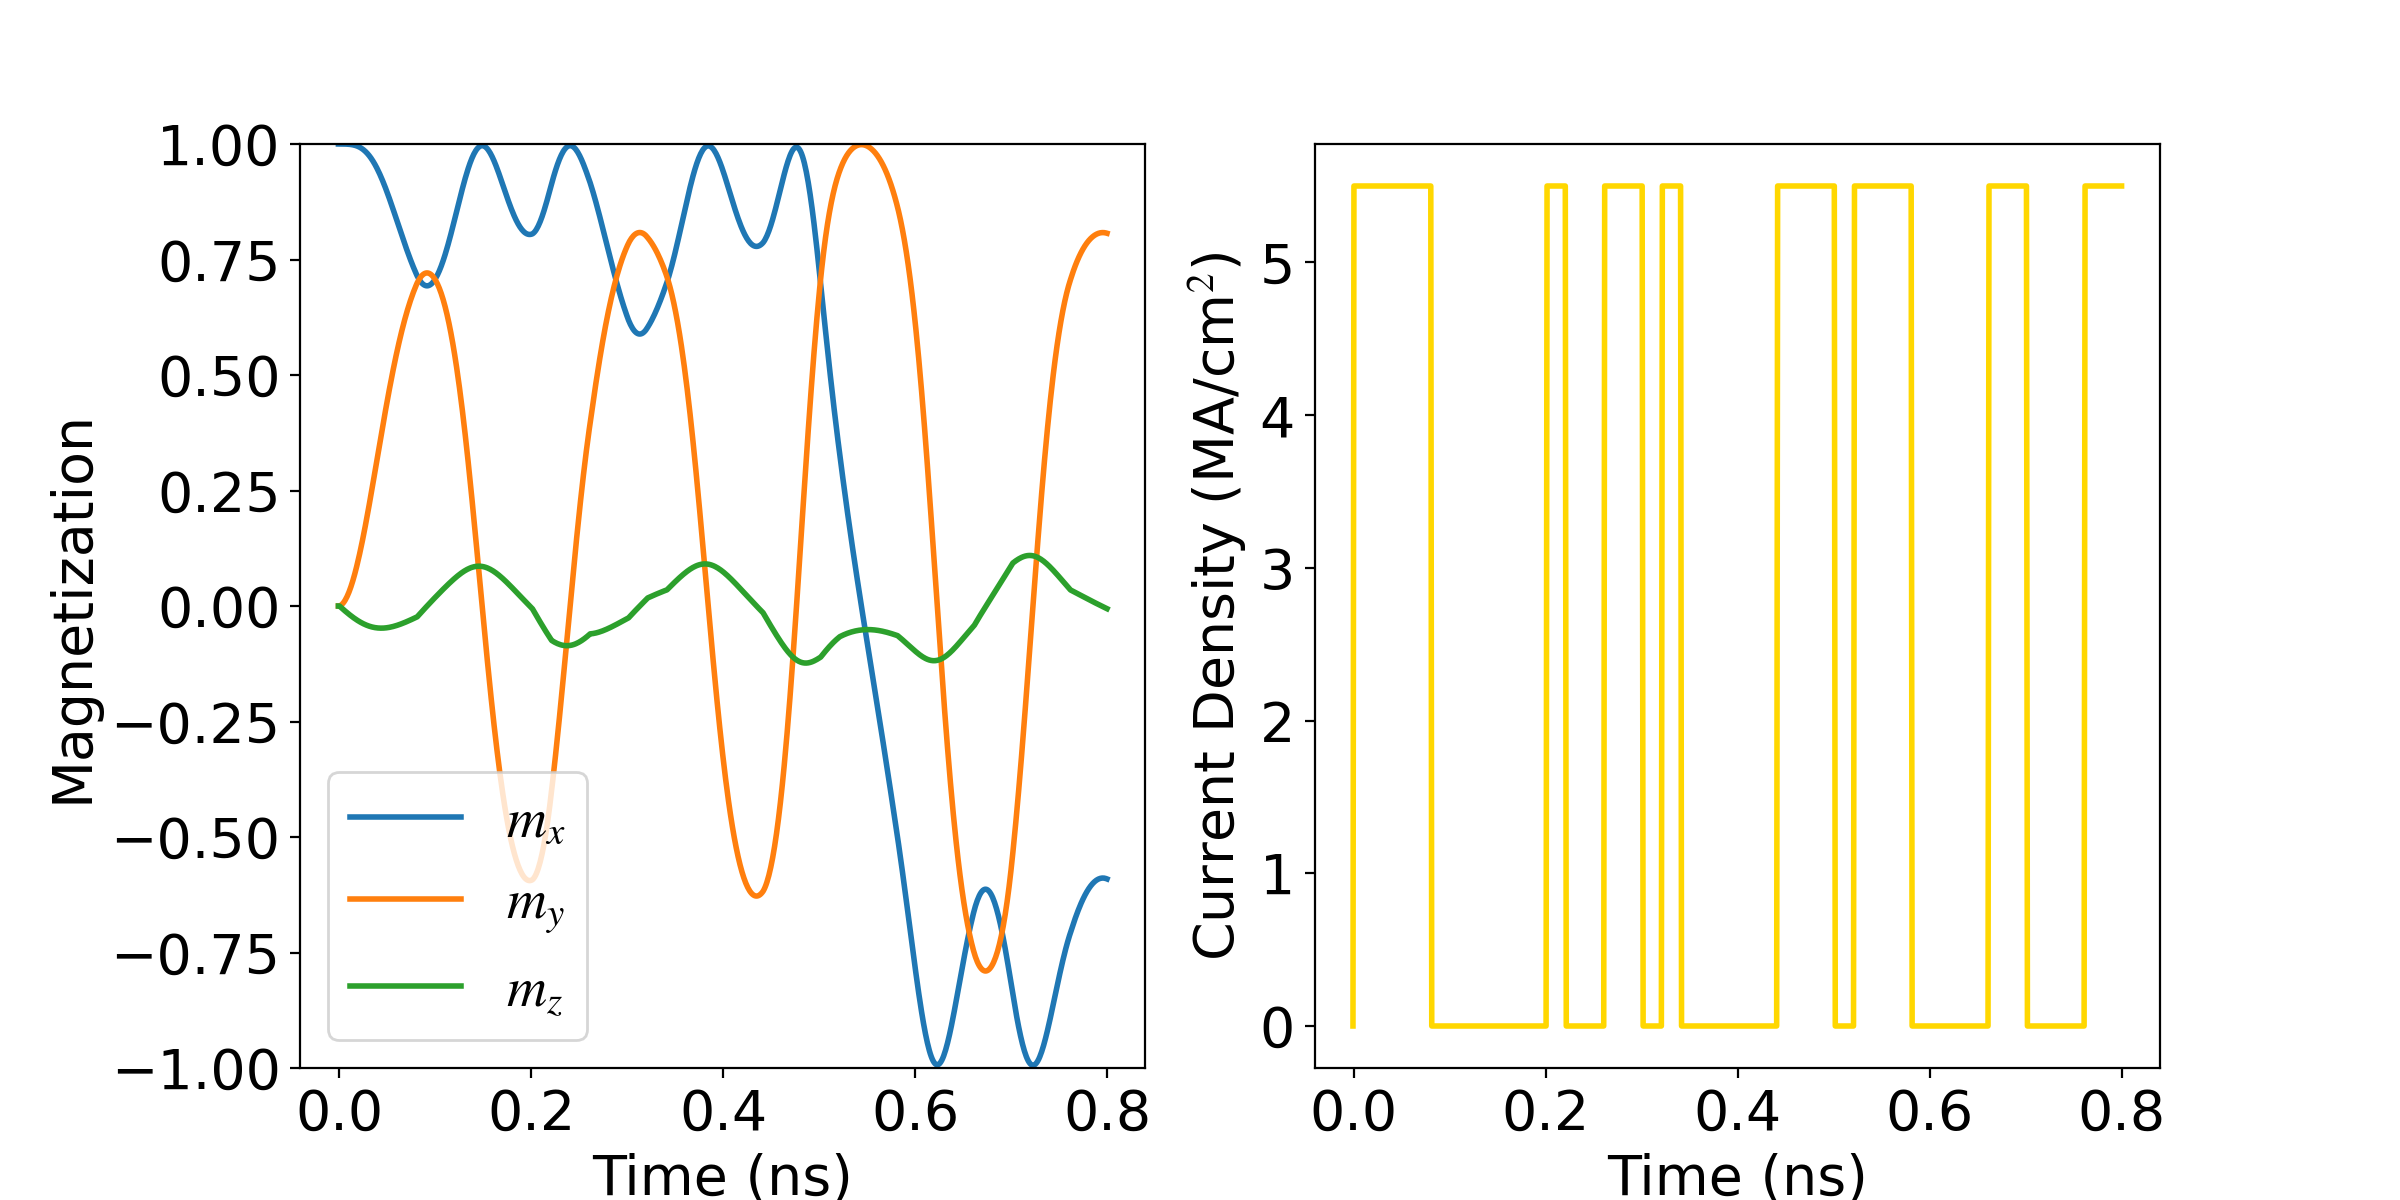 Magnetization
1.00
0.75
0.50
0.25
0.00
−0.25
−0.50
−0.75
−1.00
0.0 0.2 0.4 0.6 0.8
Time (ns)
m_x
m_y
m_z
Current Density (MA/cm²)
5
4
3
2
1
0
0.0 0.2 0.4 0.6 0.8
Time (ns)